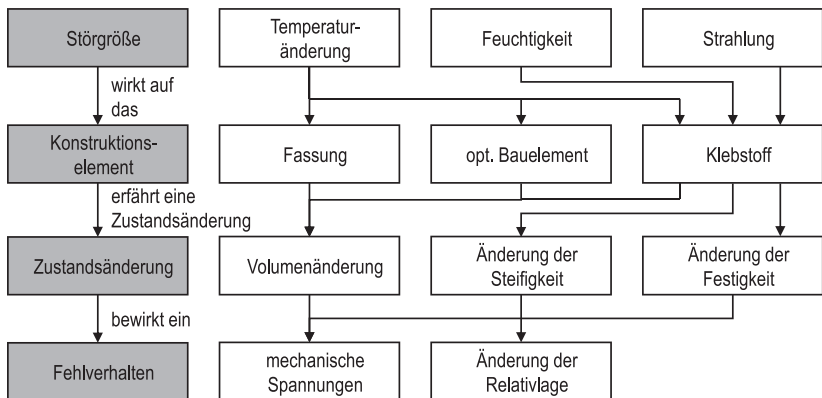 Störgröße
Temperatur-
änderung
Feuchtigkeit
Strahlung
wirkt auf
das
Konstruktions-
element
Fassung
opt. Bauelement
Klebstoff
erfährt eine
Zustandsänderung
Zustandsänderung
Volumenänderung
Änderung der
Steifigkeit
Änderung der
Festigkeit
bewirkt ein
Fehlverhalten
mechanische
Spannungen
Änderung der
Relativlage